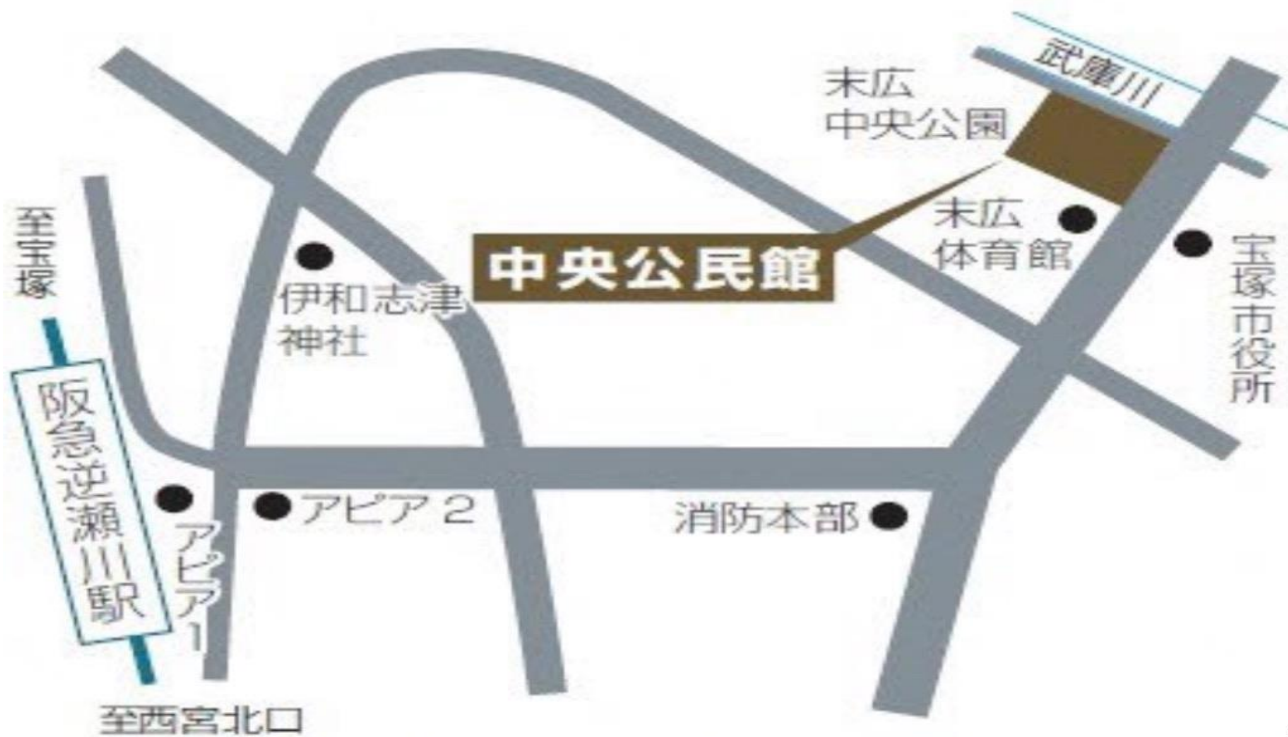 武庫川
末広
中央公園
末広
体育館
宝塚市役所
中央公民館
至宝塚
伊和志津
神社
阪急逆瀬川駅
アピア1
アピア2
消防本部
至西宮北口